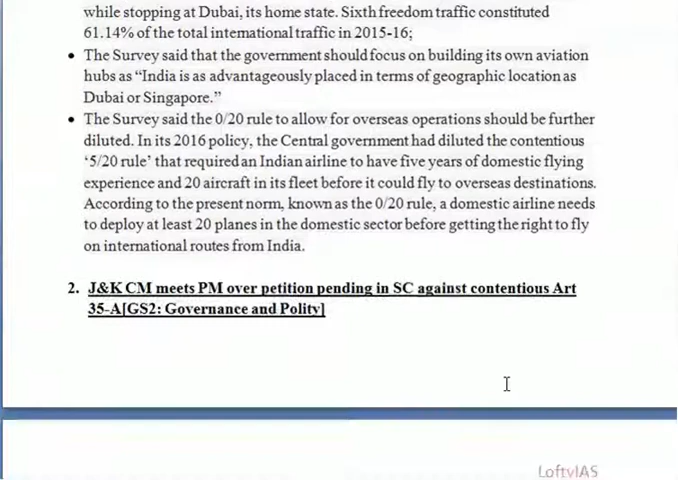 while stopping at Dubai, its home state. Sixth freedom traffic constituted
61.14% of the total international traffic in 2015-16;
• The Survey said that the government should focus on building its own aviation
hubs as “India is as advantageously placed in terms of geographic location as
Dubai or Singapore.”
• The Survey said the 0/20 rule to allow for overseas operations should be further
diluted. In its 2016 policy, the Central government had diluted the contentious
‘5/20 rule’ that required an Indian airline to have five years of domestic flying
experience and 20 aircraft in its fleet before it could fly to overseas destinations.
According to the present norm, known as the 0/20 rule, a domestic airline needs
to deploy at least 20 planes in the domestic sector before getting the right to fly
on international routes from India.
2. J&K CM meets PM over petition pending in SC against contentious Art
35-A[GS2: Governance and Polity]
LoftyIAS